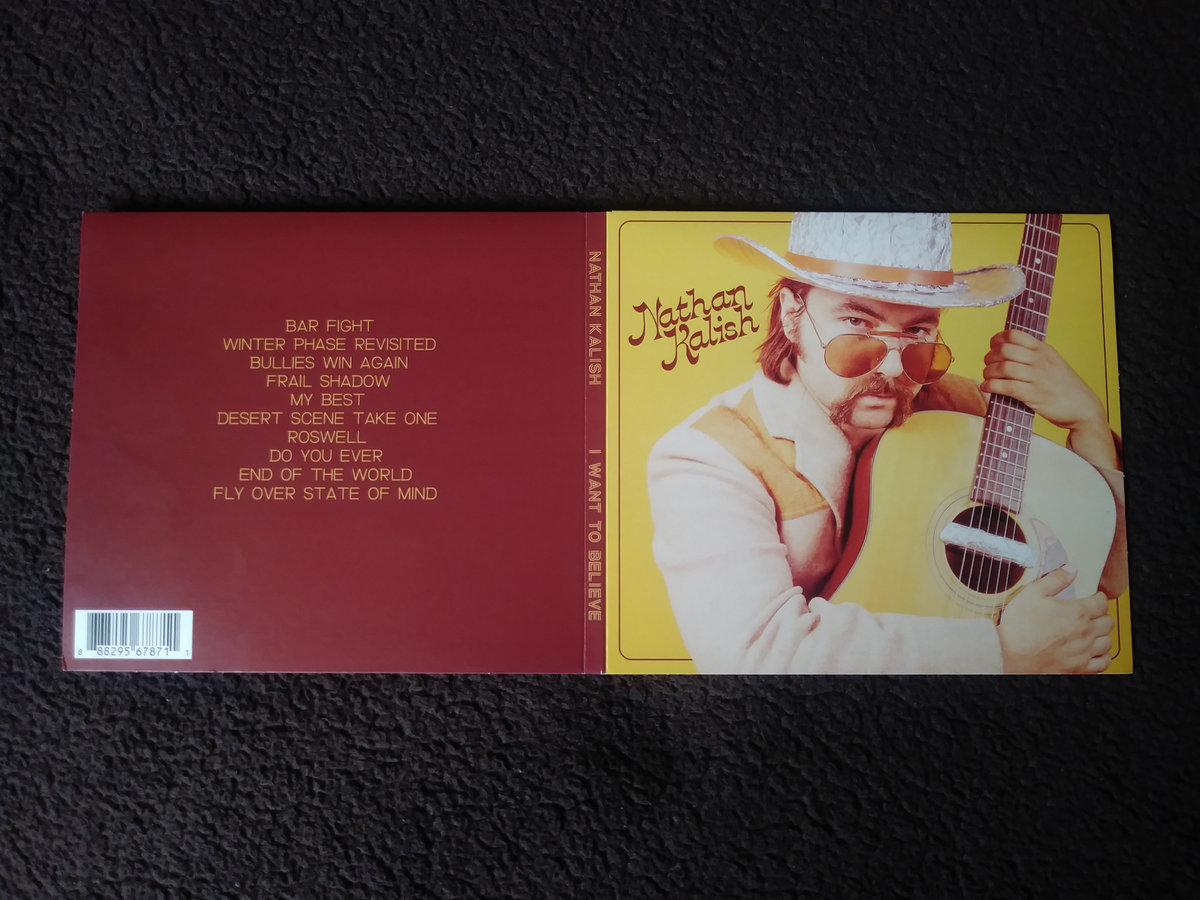 BAR FIGHT
WINTER PHASE REVISITED
BULLIES WIN AGAIN
FRAIL SHADOW
MY BEST
DESERT SCENE TAKE ONE
ROSWELL
DO YOU EVER
END OF THE WORLD
FLY OVER STATE OF MIND
8 88295 67871 1
NATHAN KALISH I WANT TO BELIEVE
Nathan
Kalish